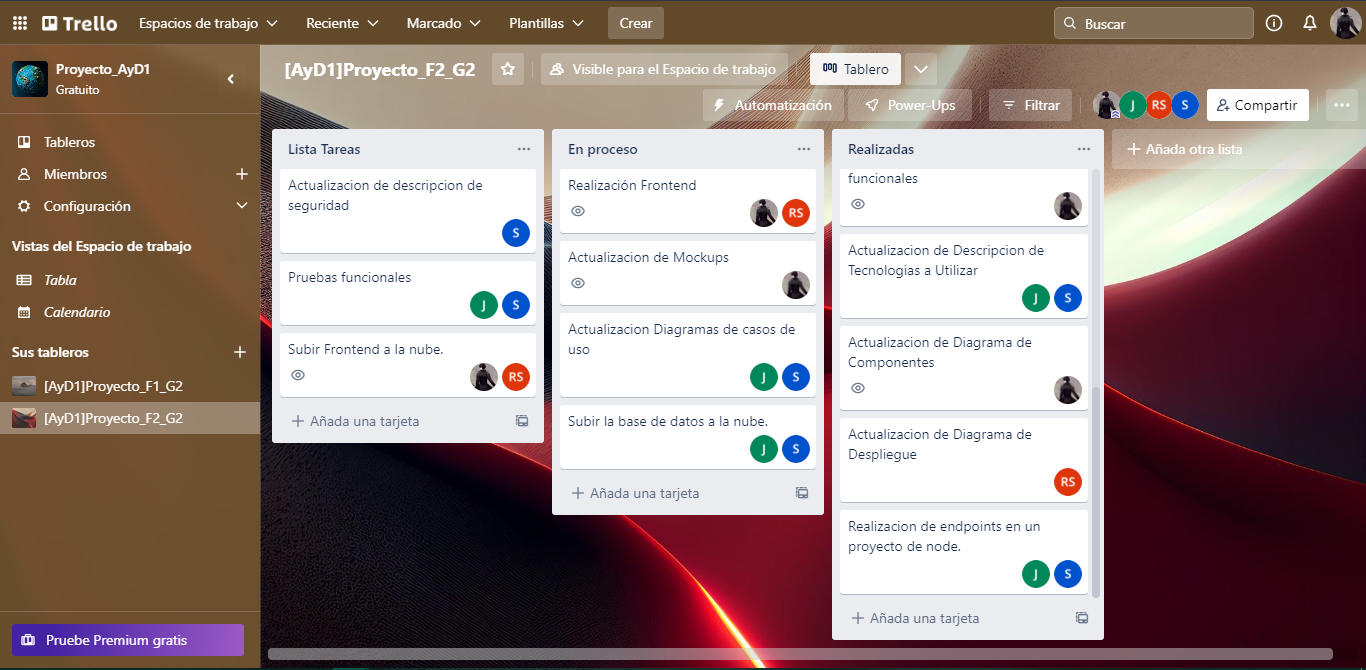 Trello Espacios de trabajo Reciente Marcado Plantillas Crear Buscar
Proyecto_AyD1
Gratuito
Tableros
Miembros
Configuración
Vistas del Espacio de trabajo
Tabla
Calendario
Sus tableros
[AyD1]Proyecto_F1_G2
[AyD1]Proyecto_F2_G2
Pruebe Premium gratis
[AyD1]Proyecto_F2_G2 Visible para el Espacio de trabajo Tablero
Automatización Power-Ups Filtrar J RS S Compartir
Lista Tareas
Actualizacion de descripcion de
seguridad
S
Pruebas funcionales
J S
Subir Frontend a la nube.
RS
Añada una tarjeta
En proceso
Realización Frontend
RS
Actualizacion de Mockups
Actualizacion Diagramas de casos de
uso
J S
Subir la base de datos a la nube.
J S
Añada una tarjeta
Realizadas
funcionales
Actualizacion de Descripcion de
Tecnologias a Utilizar
J S
Actualizacion de Diagrama de
Componentes
Actualizacion de Diagrama de
Despliegue
RS
Realizacion de endpoints en un
proyecto de node.
J S
Añada una tarjeta
Añada otra lista